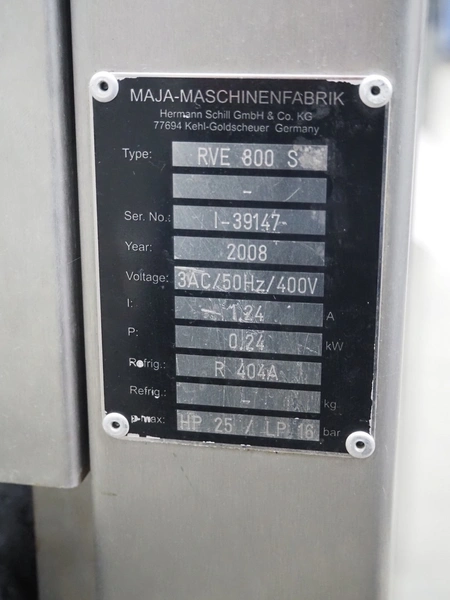 MAJA-MASCHINENFABRIK
Hermann Schill GmbH & Co. KG
77694 Kehl-Goldscheuer Germany
Type: RVE 800 S
-
Ser. No.: I-39147
Year: 2008
Voltage: 3AC/50Hz/400V
I: 1.24 A
P: 0.24 kW
Refrig.: R 404A
Refrig.: - kg
p-max: HP 25 / LP 16 bar